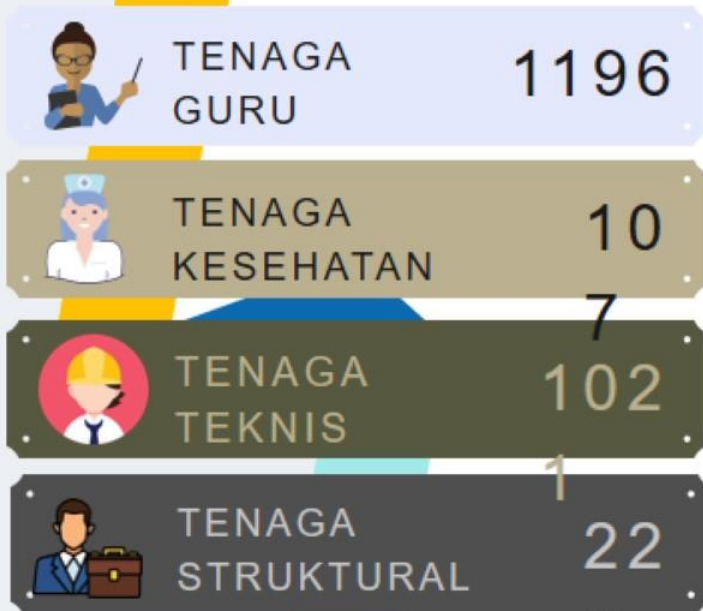 TENAGA
GURU
1196
TENAGA
KESEHATAN
10
7
TENAGA
TEKNIS
102
1
TENAGA
STRUKTURAL
22